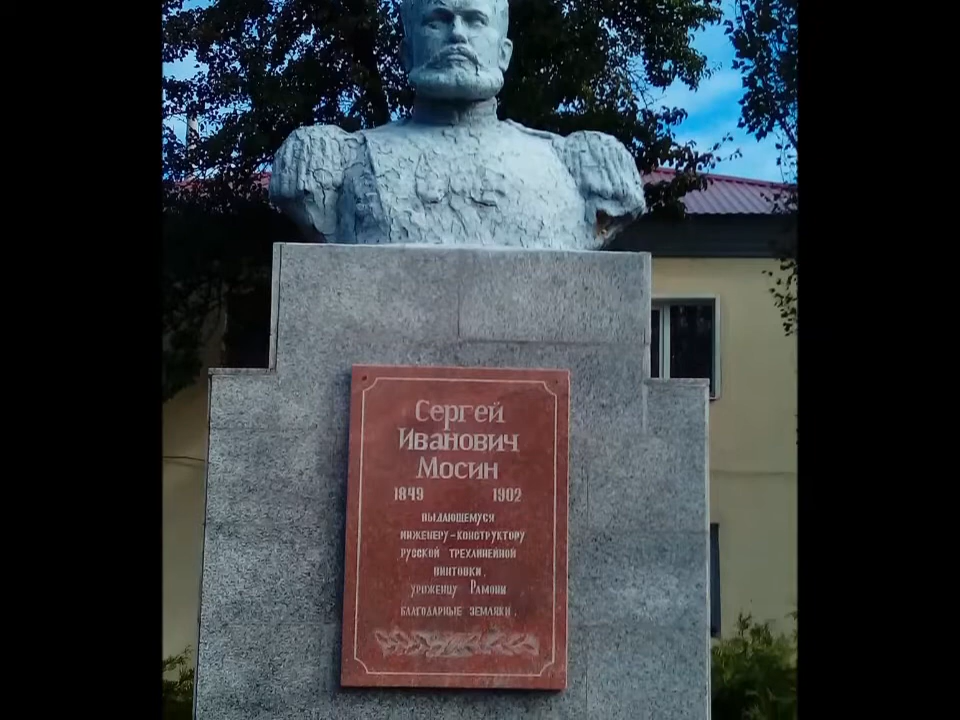 Сергей
Иванович
Мосин
1849 1902
выдающемуся
инженеру-конструктору
русской трехлинейной
винтовки.
уроженцу Рамони
благодарные земляки.